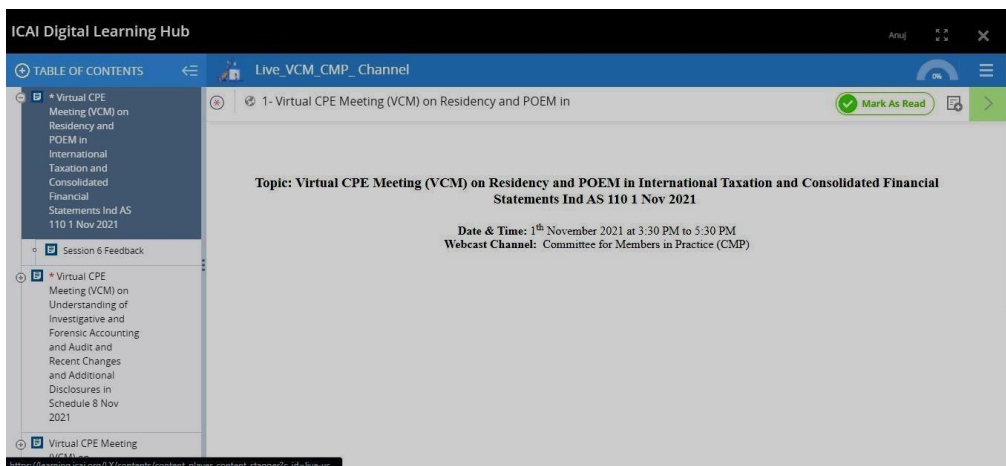 ICAI Digital Learning Hub
Anuj
TABLE OF CONTENTS
Live_VCM_CMP_ Channel
0%
* Virtual CPE
Meeting (VCM) on
Residency and
POEM in
International
Taxation and
Consolidated
Financial
Statements Ind AS
110 1 Nov 2021
Session 6 Feedback
* Virtual CPE
Meeting (VCM) on
Understanding of
Investigative and
Forensic Accounting
and Audit and
Recent Changes
and Additional
Disclosures in
Schedule 8 Nov
2021
Virtual CPE Meeting
(VCM) on
1- Virtual CPE Meeting (VCM) on Residency and POEM in
Mark As Read
Topic: Virtual CPE Meeting (VCM) on Residency and POEM in International Taxation and Consolidated Financial
Statements Ind AS 110 1 Nov 2021
Date & Time: 1th November 2021 at 3:30 PM to 5:30 PM
Webcast Channel: Committee for Members in Practice (CMP)